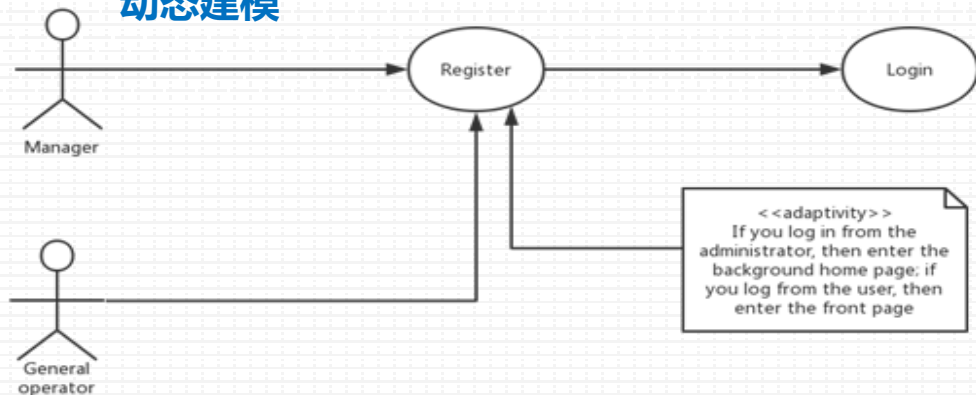 动态建模
Register
Login
Manager
<<adaptivity>>
If you log in from the
administrator, then enter the
background home page; if
you log from the user, then
enter the front page
General
operator